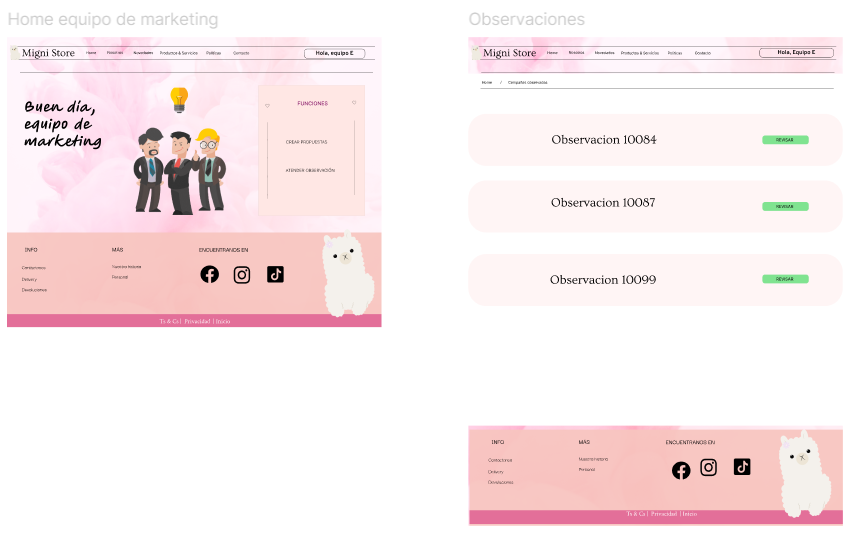 Home equipo de marketing
Migni Store Home Nosotros Novedades Productos & Servicios Políticas Contacto Hola, equipo E
Buen día,
equipo de
marketing
FUNCIONES
CREAR PROPUESTAS
ATENDER OBSERVACIÓN
INFO MÁS ENCUENTRANOS EN
Contactanos
Delivery
Devoluciones
Nuestra historia
Personal
Ts & Cs | Privacidad | Inicio
Observaciones
Migni Store Home Nosotros Novedades Productos & Servicios Políticas Contacto Hola, Equipo E
Home / Campañas observadas
Observacion 10084 REVISAR
Observacion 10087 REVISAR
Observacion 10099 REVISAR
INFO MÁS ENCUENTRANOS EN
Contactanos
Delivery
Devoluciones
Nuestra historia
Personal
Ts & Cs | Privacidad | Inicio